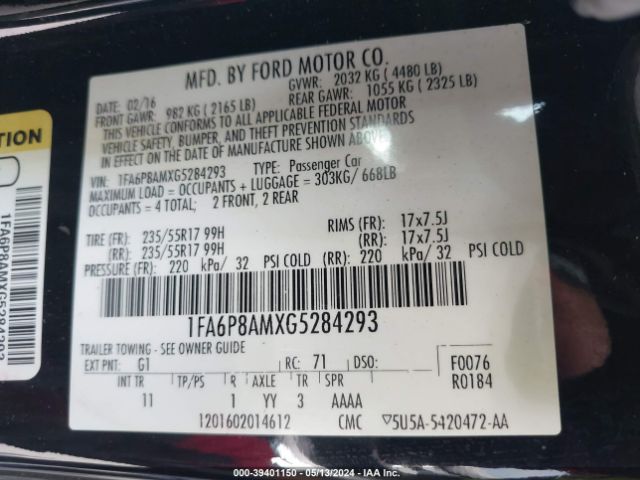 MFD. BY FORD MOTOR CO.
DATE: 02/16 GVWR: 2032 KG ( 4480 LB)
FRONT GAWR: 982 KG ( 2165 LB) REAR GAWR: 1055 KG ( 2325 LB)
THIS VEHICLE CONFORMS TO ALL APPLICABLE FEDERAL MOTOR
VEHICLE SAFETY, BUMPER, AND THEFT PREVENTION STANDARDS
IN EFFECT ON THE DATE OF MANUFACTURE SHOWN ABOVE.
VIN: 1FA6P8AMXG5284293 TYPE: Passenger Car
MAXIMUM LOAD = OCCUPANTS + LUGGAGE = 303KG/ 668LB
OCCUPANTS = 4 TOTAL; 2 FRONT, 2 REAR
TIRE (FR): 235/55R17 99H RIMS (FR): 17x7.5J
(RR): 235/55R17 99H (RR): 17x7.5J
PRESSURE (FR): 220 kPa/ 32 PSI COLD (RR): 220 kPa/ 32 PSI COLD
1FA6P8AMXG5284293
TRAILER TOWING - SEE OWNER GUIDE
EXT PNT: G1 RC: 71 DSO: F0076
R0184
INT TR TP/PS R AXLE TR SPR
11 1 YY 3 AAAA
1201602014612 CMC ▽5U5A-5420472-AA
TION
1FA6P8AMXG5284293
000-39401150 - 05/13/2024 - IAA Inc.